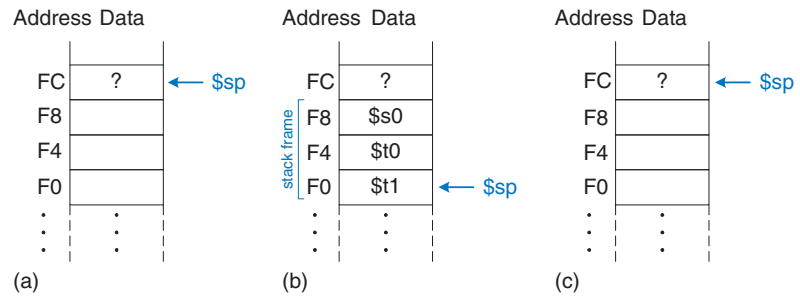 Address Data
FC ? $sp
F8
F4
F0
(a)
Address Data
FC ?
stack frame
F8 $s0
F4 $t0
F0 $t1 $sp
(b)
Address Data
FC ? $sp
F8
F4
F0
(c)